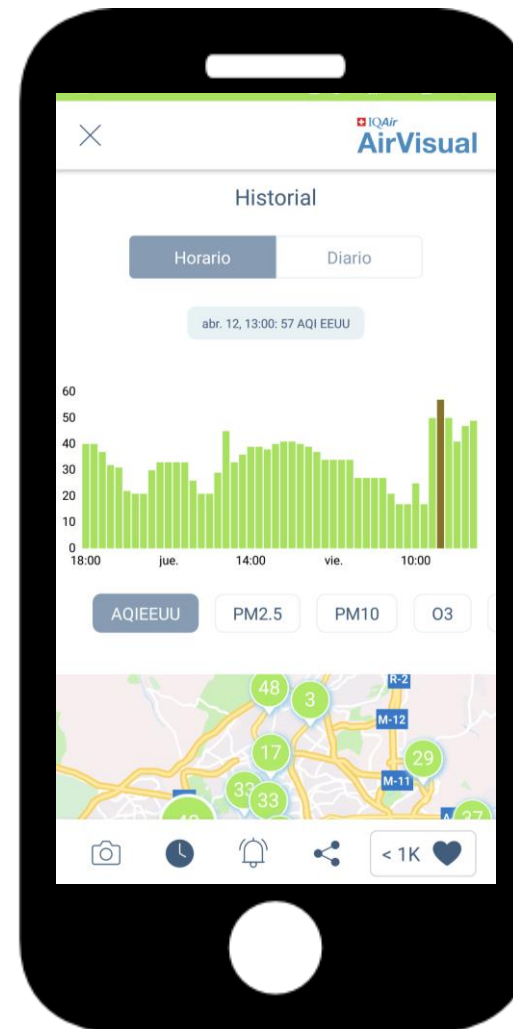 IQAir
AirVisual
Historial
Horario
Diario
abr. 12, 13:00: 57 AQI EEUU
60
50
40
30
20
10
0
18:00 jue. 14:00 vie. 10:00
AQIEEUU PM2.5 PM10 O3
R-2
48
3
M-12
17
29
M-11
33
33
< 1K